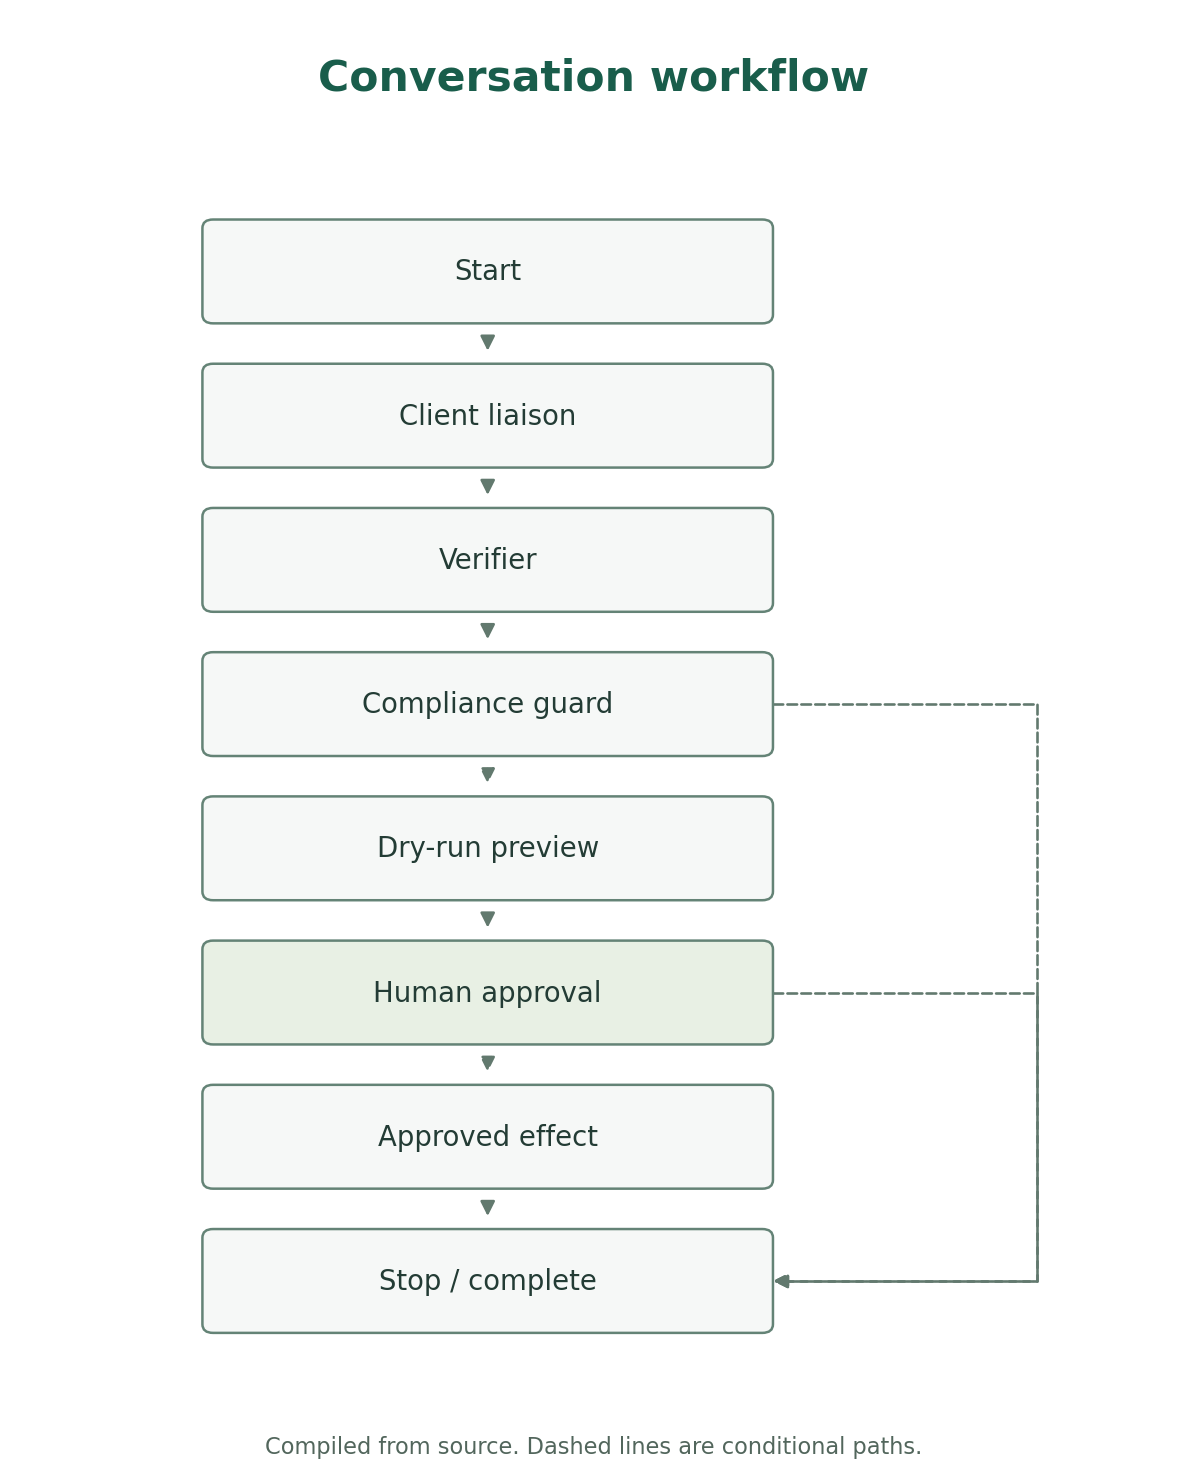 Conversation workflow
Start
Client liaison
Verifier
Compliance guard
Dry-run preview
Human approval
Approved effect
Stop / complete
Compiled from source. Dashed lines are conditional paths.